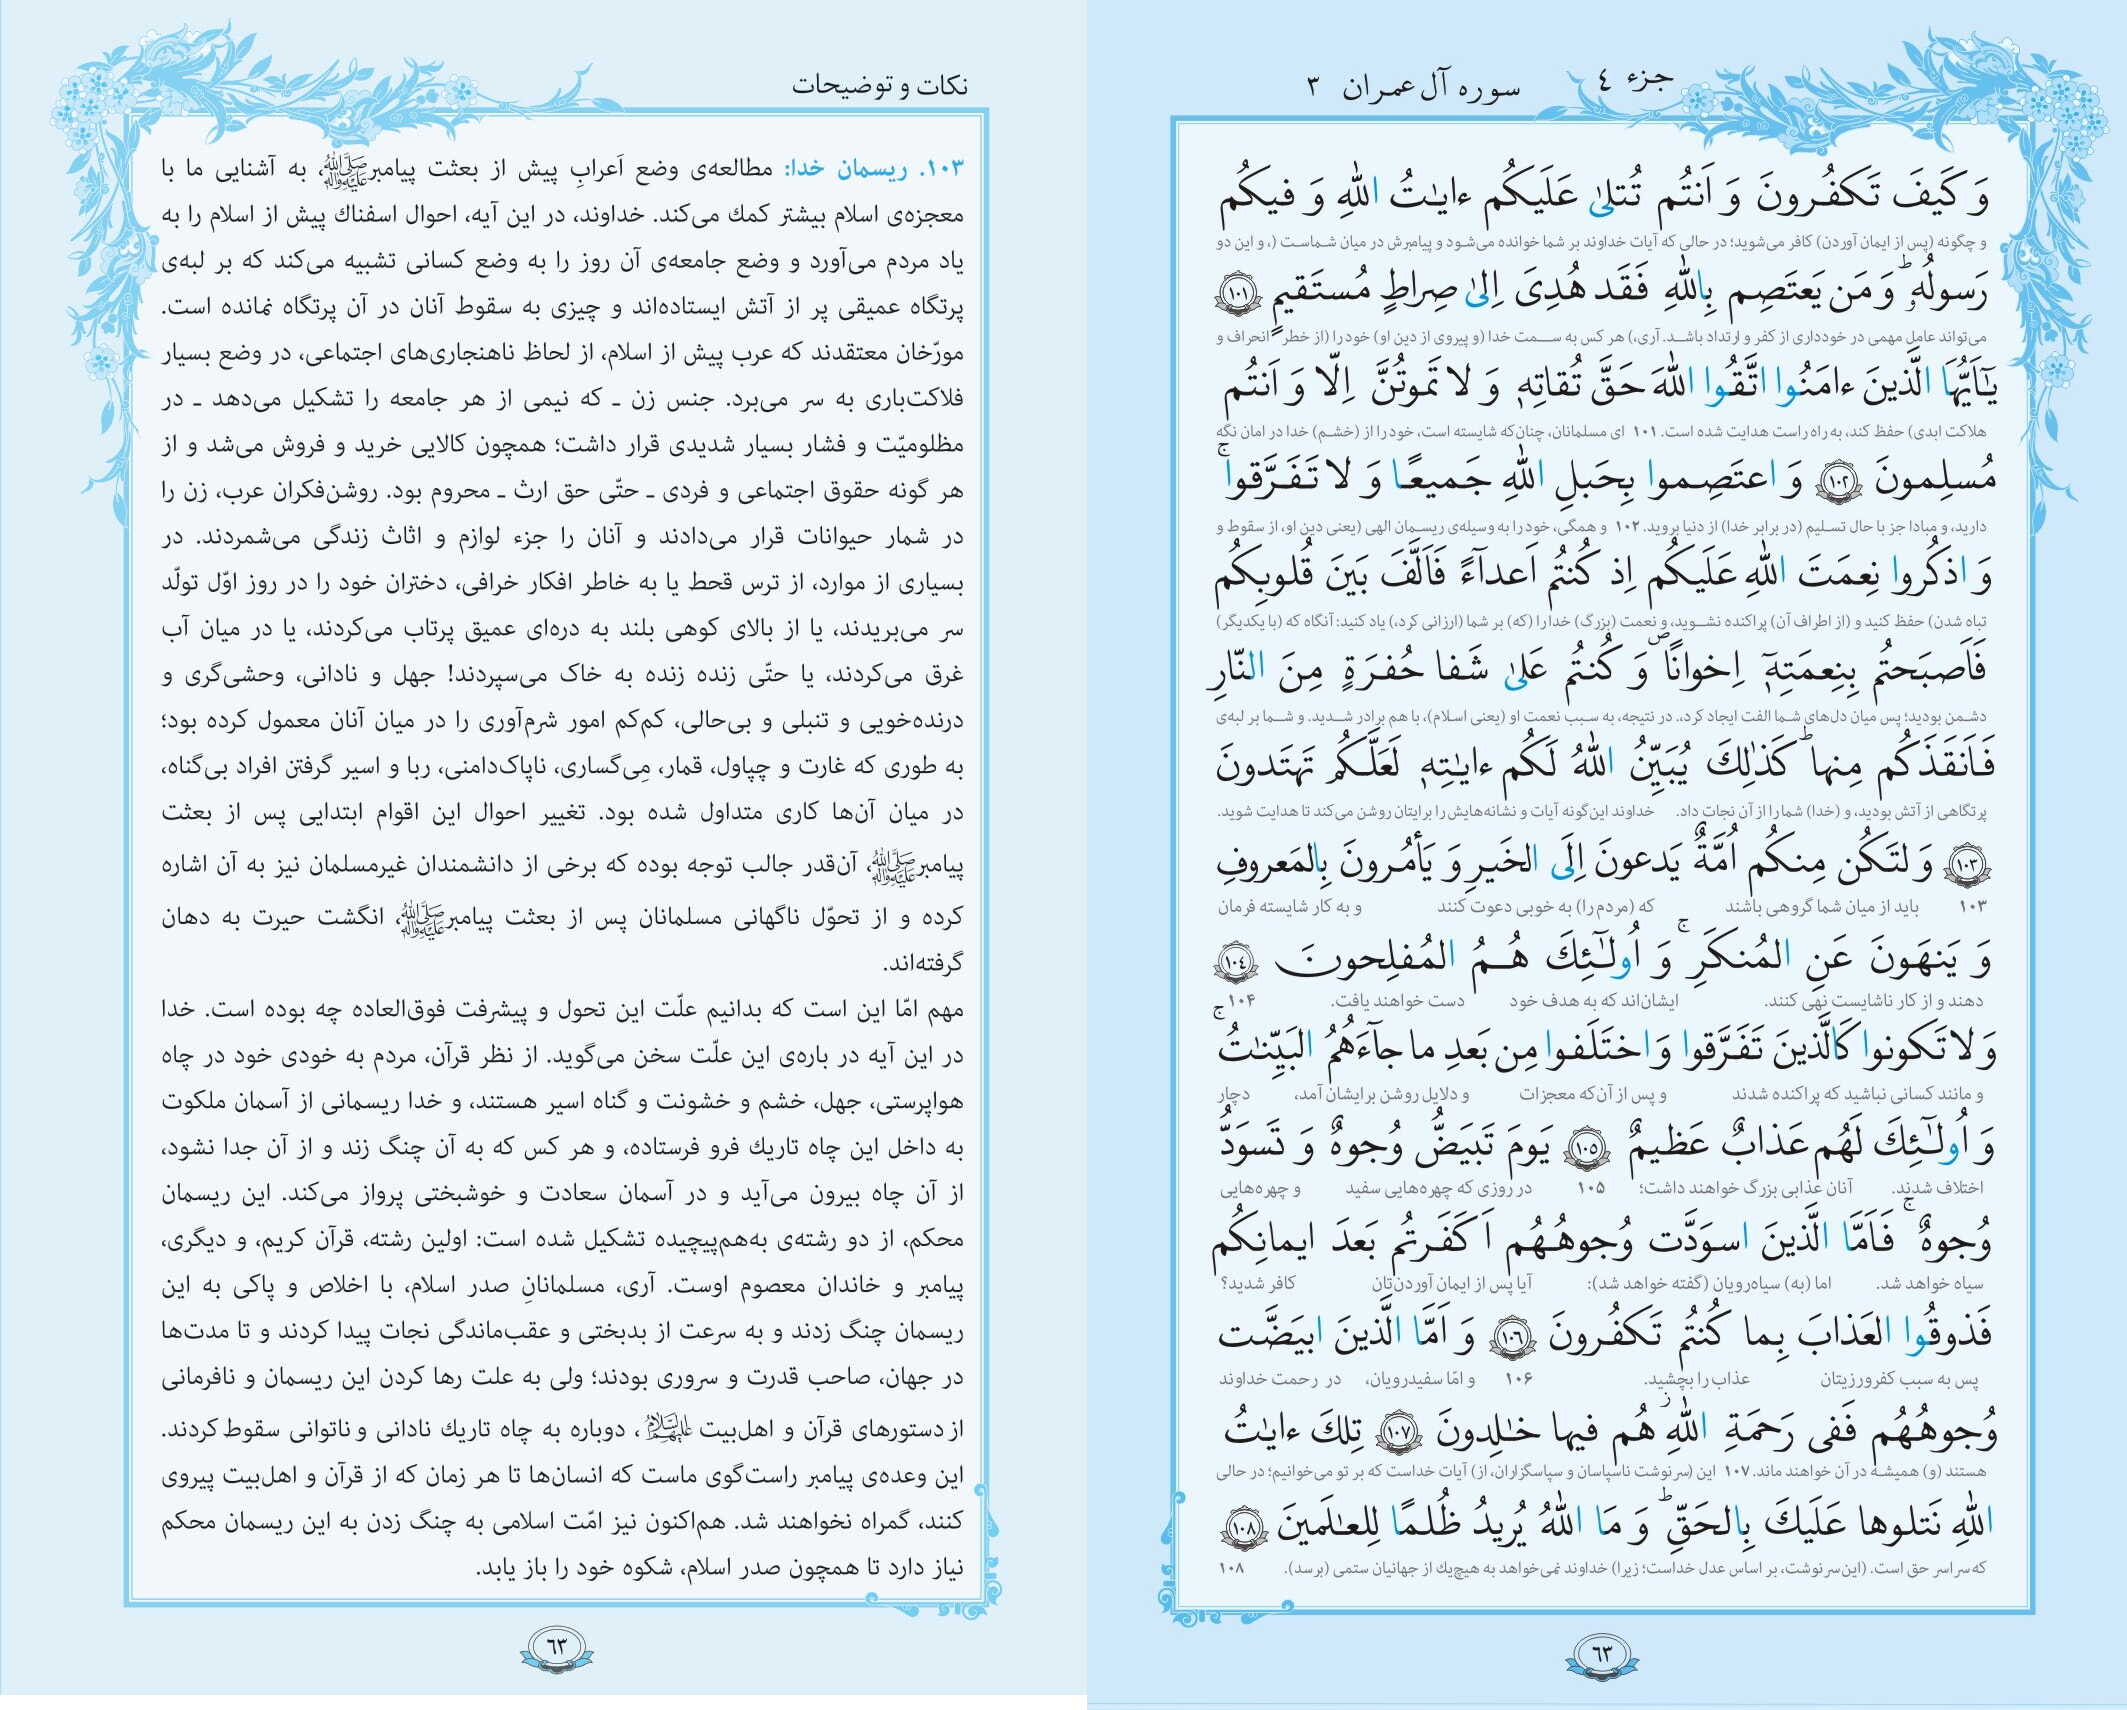 جزء ٤
سوره آل عمران ٣
وَ كَيفَ تَكفُرونَ وَ اَنتُم تُتلىٰ عَلَيكُم ءايٰتُ اللّٰهِ وَ فيكُم
و چگونه (پس از ایمان آوردن) کافر می‌شوید؛ در حالی که آیات خداوند بر شما خوانده می‌شود و پیامبرش در میان شماست (، و این دو
رَسولُهُۥ ۗ وَ مَن يَعتَصِم بِاللّٰهِ فَقَد هُدِىَ اِلىٰ صِراطٍ مُستَقيمٍ ١٠١
می‌تواند عامل مهمی در خودداری از کفر و ارتداد باشد. آری،) هر کس به سمت خدا (و پیروی از دین او) خود را (از خطر انحراف و
يٰٓاَيُّهَا الَّذينَ ءامَنُوا اتَّقُوا اللّٰهَ حَقَّ تُقاتِهٖ وَ لا تَموتُنَّ اِلّا وَ اَنتُم
هلاکت ابدی) حفظ کند، به راه راست هدایت شده است. ۱۰۱ ای مسلمانان، چنان‌که شایسته است، خود را از (خشم) خدا در امان نگه
مُسلِمونَ ١٠٢ وَ اعتَصِموا بِحَبلِ اللّٰهِ جَميعًا وَ لا تَفَرَّقوا ۚ
دارید، و مبادا جز با حال تسلیم (در برابر خدا) از دنیا بروید. ۱۰۲ و همگی، خود را به وسیله‌ی ریسمان الهی (یعنی دین او، از سقوط و
وَ اذكُروا نِعمَتَ اللّٰهِ عَلَيكُم اِذ كُنتُم اَعدآءً فَاَلَّفَ بَينَ قُلوبِكُم
تباه شدن) حفظ کنید و (از اطراف آن) پراکنده نشوید، و نعمت (بزرگ) خدا را (که) بر شما (ارزانی کرد،) یاد کنید: آنگاه که (با یکدیگر)
فَاَصبَحتُم بِنِعمَتِهٖٓ اِخوانًا ۖ وَ كُنتُم عَلىٰ شَفا حُفرَةٍ مِنَ النّارِ
دشمن بودید؛ پس میان دل‌های شما الفت ایجاد کرد،. در نتیجه، به سبب نعمت او (یعنی اسلام)، با هم برادر شدید. و شما بر لبه‌ی
فَاَنقَذَكُم مِنها ۗ كَذٰلِكَ يُبَيِّنُ اللّٰهُ لَكُم ءايٰتِهٖ لَعَلَّكُم تَهتَدونَ
پرتگاهی از آتش بودید، و (خدا) شما را از آن نجات داد. خداوند این‌گونه آیات و نشانه‌هایش را برایتان روشن می‌کند تا هدایت شوید.
١٠٣ وَ لتَكُن مِنكُم اُمَّةٌ يَدعونَ اِلَى الخَيرِ وَ يَأمُرونَ بِالمَعروفِ
۱۰۳ باید از میان شما گروهی باشند که (مردم را) به خوبی دعوت کنند و به کار شایسته فرمان
وَ يَنهَونَ عَنِ المُنكَرِ ۚ وَ اُولٰٓئِكَ هُمُ المُفلِحونَ ١٠٤
دهند و از کار ناشایست نهی کنند. ایشان‌اند که به هدف خود دست خواهند یافت. ۱۰۴
وَ لا تَكونوا كَالَّذينَ تَفَرَّقوا وَ اختَلَفوا مِن بَعدِ ما جآءَهُمُ البَيِّنٰتُ ۚ
و مانند کسانی نباشید که پراکنده شدند و پس از آن‌که معجزات و دلایل روشن برایشان آمد، دچار
وَ اُولٰٓئِكَ لَهُم عَذابٌ عَظيمٌ ١٠٥ يَومَ تَبيَضُّ وُجوهٌ وَ تَسوَدُّ
اختلاف شدند. آنان عذابی بزرگ خواهند داشت؛ ۱۰۵ در روزی که چهره‌هایی سفید و چهره‌هایی
وُجوهٌ ۚ فَاَمَّا الَّذينَ اسوَدَّت وُجوهُهُم اَ كَفَرتُم بَعدَ ايمانِكُم
سیاه خواهد شد. اما (به) سیاه‌رویان (گفته خواهد شد): آیا پس از ایمان آوردن‌تان کافر شدید؟
فَذوقُوا العَذابَ بِما كُنتُم تَكفُرونَ ١٠٦ وَ اَمَّا الَّذينَ ابيَضَّت
پس به سبب کفرورزیتان عذاب را بچشید. ۱۰۶ و امّا سفیدرویان، در رحمت خداوند
وُجوهُهُم فَفى رَحمَةِ اللّٰهِ ۖ هُم فيها خٰلِدونَ ١٠٧ تِلكَ ءايٰتُ
هستند (و) همیشه در آن خواهند ماند. ۱۰۷ این (سرنوشت ناسپاسان و سپاسگزاران، از) آیات خداست که بر تو می‌خوانیم؛ در حالی
اللّٰهِ نَتلوها عَلَيكَ بِالحَقِّ ۗ وَ مَا اللّٰهُ يُريدُ ظُلمًا لِلعٰلَمينَ ١٠٨
که سراسر حق است. (این سرنوشت، بر اساس عدل خداست؛ زیرا) خداوند نمی‌خواهد به هیچ‌یك از جهانیان ستمی (برسد). ۱۰۸
٦٣
نکات و توضیحات
۱۰۳. ریسمان خدا: مطالعه‌ی وضع اَعرابِ پیش از بعثت پیامبرﷺ، به آشنایی ما با
معجزه‌ی اسلام بیشتر کمك می‌کند. خداوند، در این آیه، احوال اسفناك پیش از اسلام را به
یاد مردم می‌آورد و وضع جامعه‌ی آن روز را به وضع کسانی تشبیه می‌کند که بر لبه‌ی
پرتگاه عمیقی پر از آتش ایستاده‌اند و چیزی به سقوط آنان در آن پرتگاه نمانده است.
مورّخان معتقدند که عرب پیش از اسلام، از لحاظ ناهنجاری‌های اجتماعی، در وضع بسیار
فلاکت‌باری به سر می‌برد. جنس زن ـ که نیمی از هر جامعه را تشکیل می‌دهد ـ در
مظلومیّت و فشار بسیار شدیدی قرار داشت؛ همچون کالایی خرید و فروش می‌شد و از
هر گونه حقوق اجتماعی و فردی ـ حتّی حق ارث ـ محروم بود. روشن‌فکران عرب، زن را
در شمار حیوانات قرار می‌دادند و آنان را جزء لوازم و اثاث زندگی می‌شمردند. در
بسیاری از موارد، از ترس قحط یا به خاطر افکار خرافی، دختران خود را در روز اوّل تولّد
سر می‌بریدند، یا از بالای کوهی بلند به دره‌ای عمیق پرتاب می‌کردند، یا در میان آب
غرق می‌کردند، یا حتّی زنده زنده به خاک می‌سپردند! جهل و نادانی، وحشی‌گری و
درنده‌خویی و تنبلی و بی‌حالی، کم‌کم امور شرم‌آوری را در میان آنان معمول کرده بود؛
به طوری که غارت و چپاول، قمار، مِی‌گساری، ناپاک‌دامنی، ربا و اسیر گرفتن افراد بی‌گناه،
در میان آن‌ها کاری متداول شده بود. تغییر احوال این اقوام ابتدایی پس از بعثت
پیامبرﷺ، آن‌قدر جالب توجه بوده که برخی از دانشمندان غیرمسلمان نیز به آن اشاره
کرده و از تحوّل ناگهانی مسلمانان پس از بعثت پیامبرﷺ، انگشت حیرت به دهان
گرفته‌اند.
مهم امّا این است که بدانیم علّت این تحول و پیشرفت فوق‌العاده چه بوده است. خدا
در این آیه در باره‌ی این علّت سخن می‌گوید. از نظر قرآن، مردم به خودی خود در چاه
هواپرستی، جهل، خشم و خشونت و گناه اسیر هستند، و خدا ریسمانی از آسمان ملکوت
به داخل این چاه تاریك فرو فرستاده، و هر کس که به آن چنگ زند و از آن جدا نشود،
از آن چاه بیرون می‌آید و در آسمان سعادت و خوشبختی پرواز می‌کند. این ریسمان
محکم، از دو رشته‌ی به‌هم‌پیچیده تشکیل شده است: اولین رشته، قرآن کریم، و دیگری،
پیامبر و خاندان معصوم اوست. آری، مسلمانانِ صدر اسلام، با اخلاص و پاکی به این
ریسمان چنگ زدند و به سرعت از بدبختی و عقب‌ماندگی نجات پیدا کردند و تا مدت‌ها
در جهان، صاحب قدرت و سروری بودند؛ ولی به علت رها کردن این ریسمان و نافرمانی
از دستورهای قرآن و اهل‌بیت علیهم السلام، دوباره به چاه تاریك نادانی و ناتوانی سقوط کردند.
این وعده‌ی پیامبر راست‌گوی ماست که انسان‌ها تا هر زمان که از قرآن و اهل‌بیت پیروی
کنند، گمراه نخواهند شد. هم‌اکنون نیز امّت اسلامی به چنگ زدن به این ریسمان محکم
نیاز دارد تا همچون صدر اسلام، شکوه خود را باز یابد.
٦٣